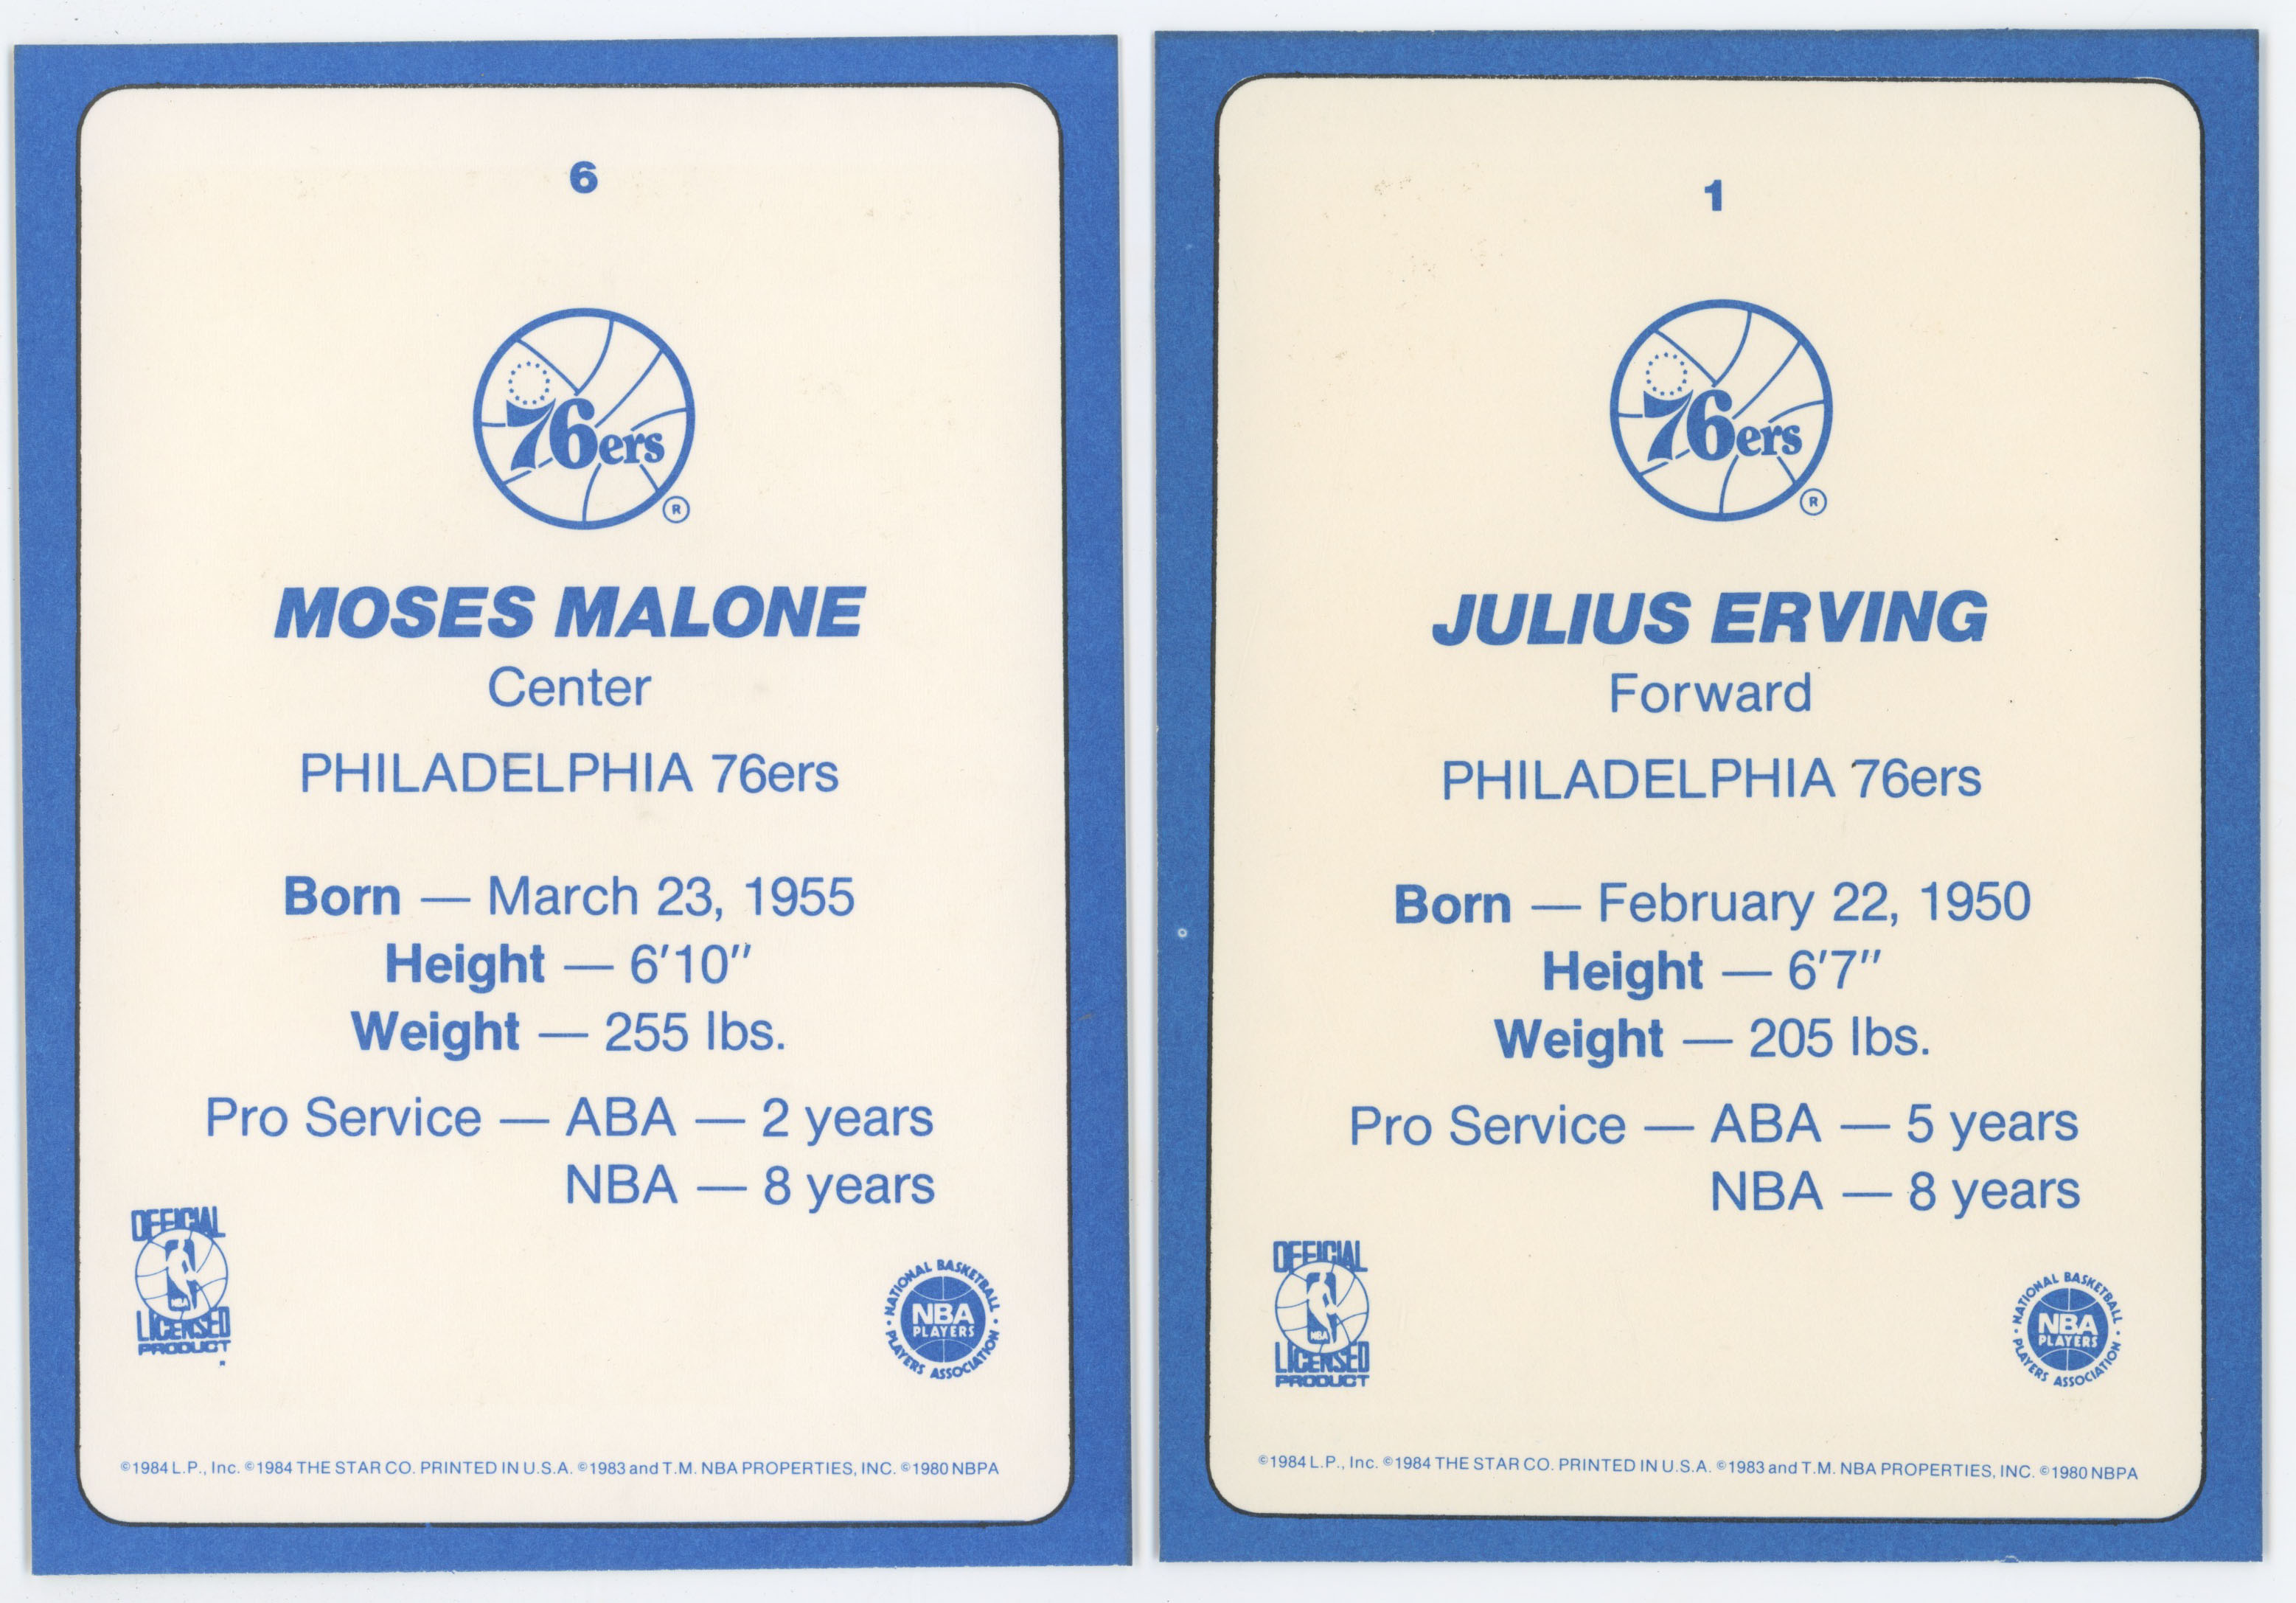 6
76ers
®
MOSES MALONE
Center
PHILADELPHIA 76ers
Born — March 23, 1955
Height — 6'10"
Weight — 255 lbs.
Pro Service — ABA — 2 years
NBA — 8 years
OFFICIAL
LICENSED
PRODUCT
NATIONAL BASKETBALL
NBA
PLAYERS
PLAYERS ASSOCIATION
©1984 L.P., Inc. ©1984 THE STAR CO. PRINTED IN U.S.A. ©1983 and T.M. NBA PROPERTIES, INC. ©1980 NBPA
1
76ers
®
JULIUS ERVING
Forward
PHILADELPHIA 76ers
Born — February 22, 1950
Height — 6'7"
Weight — 205 lbs.
Pro Service — ABA — 5 years
NBA — 8 years
OFFICIAL
NBA
LICENSED
PRODUCT
NATIONAL BASKETBALL
NBA
PLAYERS
PLAYERS ASSOCIATION
©1984 L.P., Inc. ©1984 THE STAR CO. PRINTED IN U.S.A. ©1983 and T.M. NBA PROPERTIES, INC. ©1980 NBPA